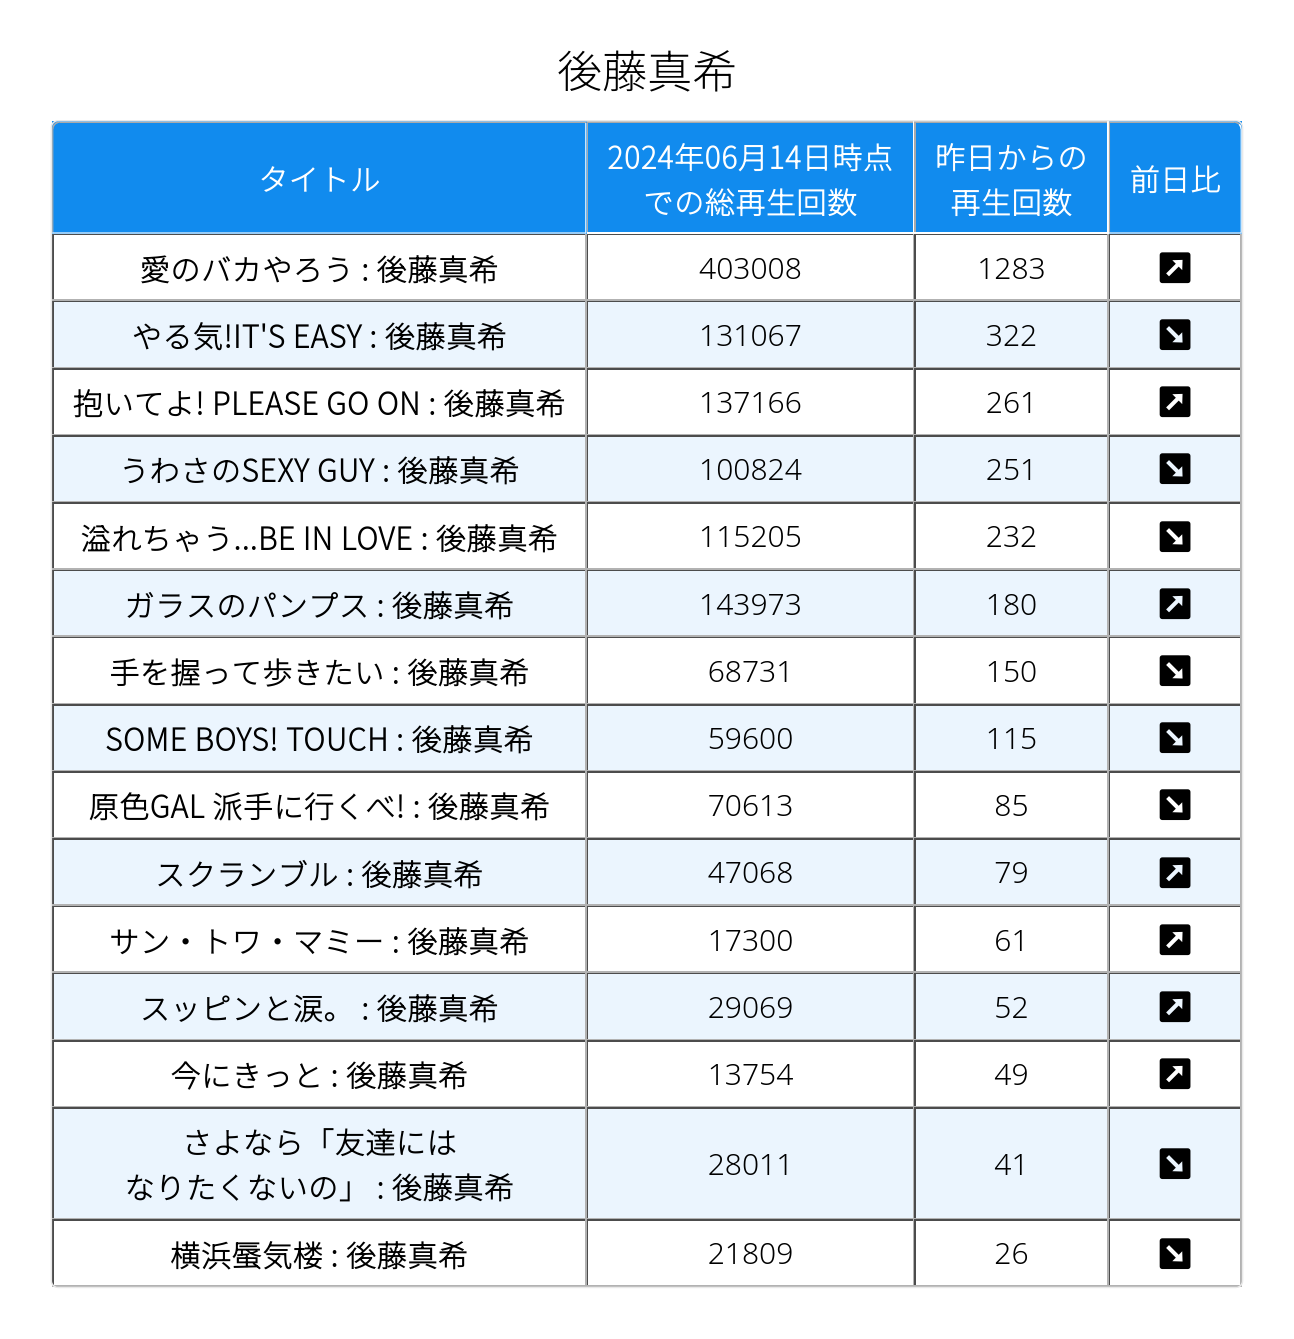 後藤真希
タイトル
2024年06月14日時点
での総再生回数
昨日からの
再生回数
前日比
愛のバカやろう : 後藤真希 403008 1283 ↗
やる気!IT'S EASY : 後藤真希 131067 322 ↘
抱いてよ! PLEASE GO ON : 後藤真希 137166 261 ↗
うわさのSEXY GUY : 後藤真希 100824 251 ↘
溢れちゃう...BE IN LOVE : 後藤真希 115205 232 ↘
ガラスのパンプス : 後藤真希 143973 180 ↗
手を握って歩きたい : 後藤真希 68731 150 ↘
SOME BOYS! TOUCH : 後藤真希 59600 115 ↘
原色GAL 派手に行くべ! : 後藤真希 70613 85 ↘
スクランブル : 後藤真希 47068 79 ↗
サン・トワ・マミー : 後藤真希 17300 61 ↗
スッピンと涙。 : 後藤真希 29069 52 ↗
今にきっと : 後藤真希 13754 49 ↗
さよなら「友達には
なりたくないの」 : 後藤真希 28011 41 ↘
横浜蜃気楼 : 後藤真希 21809 26 ↘